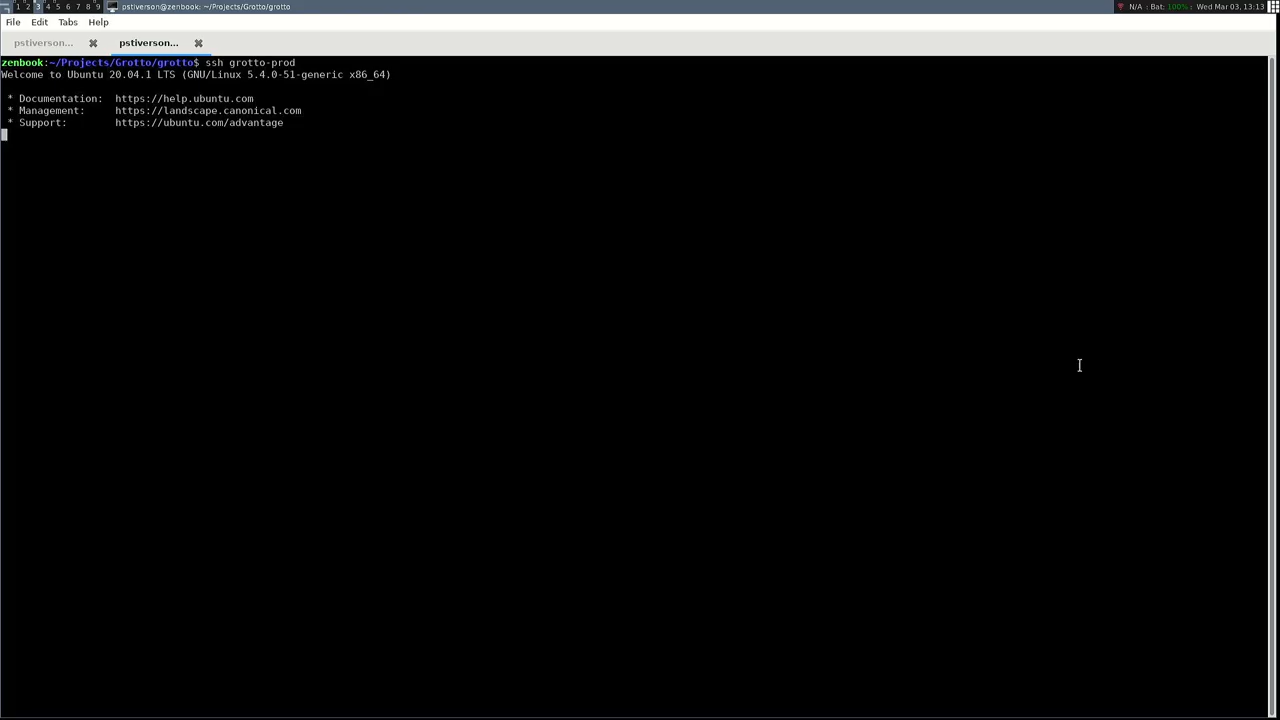 1 2 3 4 5 6 7 8 9 pstiverson@zenbook: ~/Projects/Grotto/grotto N/A : Bat: 100% : Wed Mar 03, 13:13
File Edit Tabs Help
pstiverson... pstiverson...
zenbook:~/Projects/Grotto/grotto$ ssh grotto-prod
Welcome to Ubuntu 20.04.1 LTS (GNU/Linux 5.4.0-51-generic x86_64)
* Documentation: https://help.ubuntu.com
* Management: https://landscape.canonical.com
* Support: https://ubuntu.com/advantage